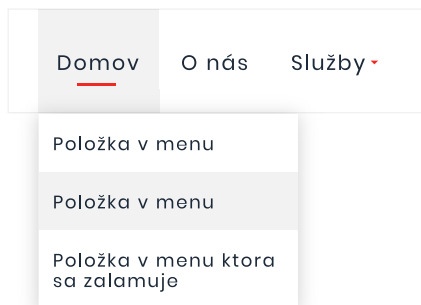 Domov O nás Služby
Položka v menu
Položka v menu
Položka v menu ktora
sa zalamuje